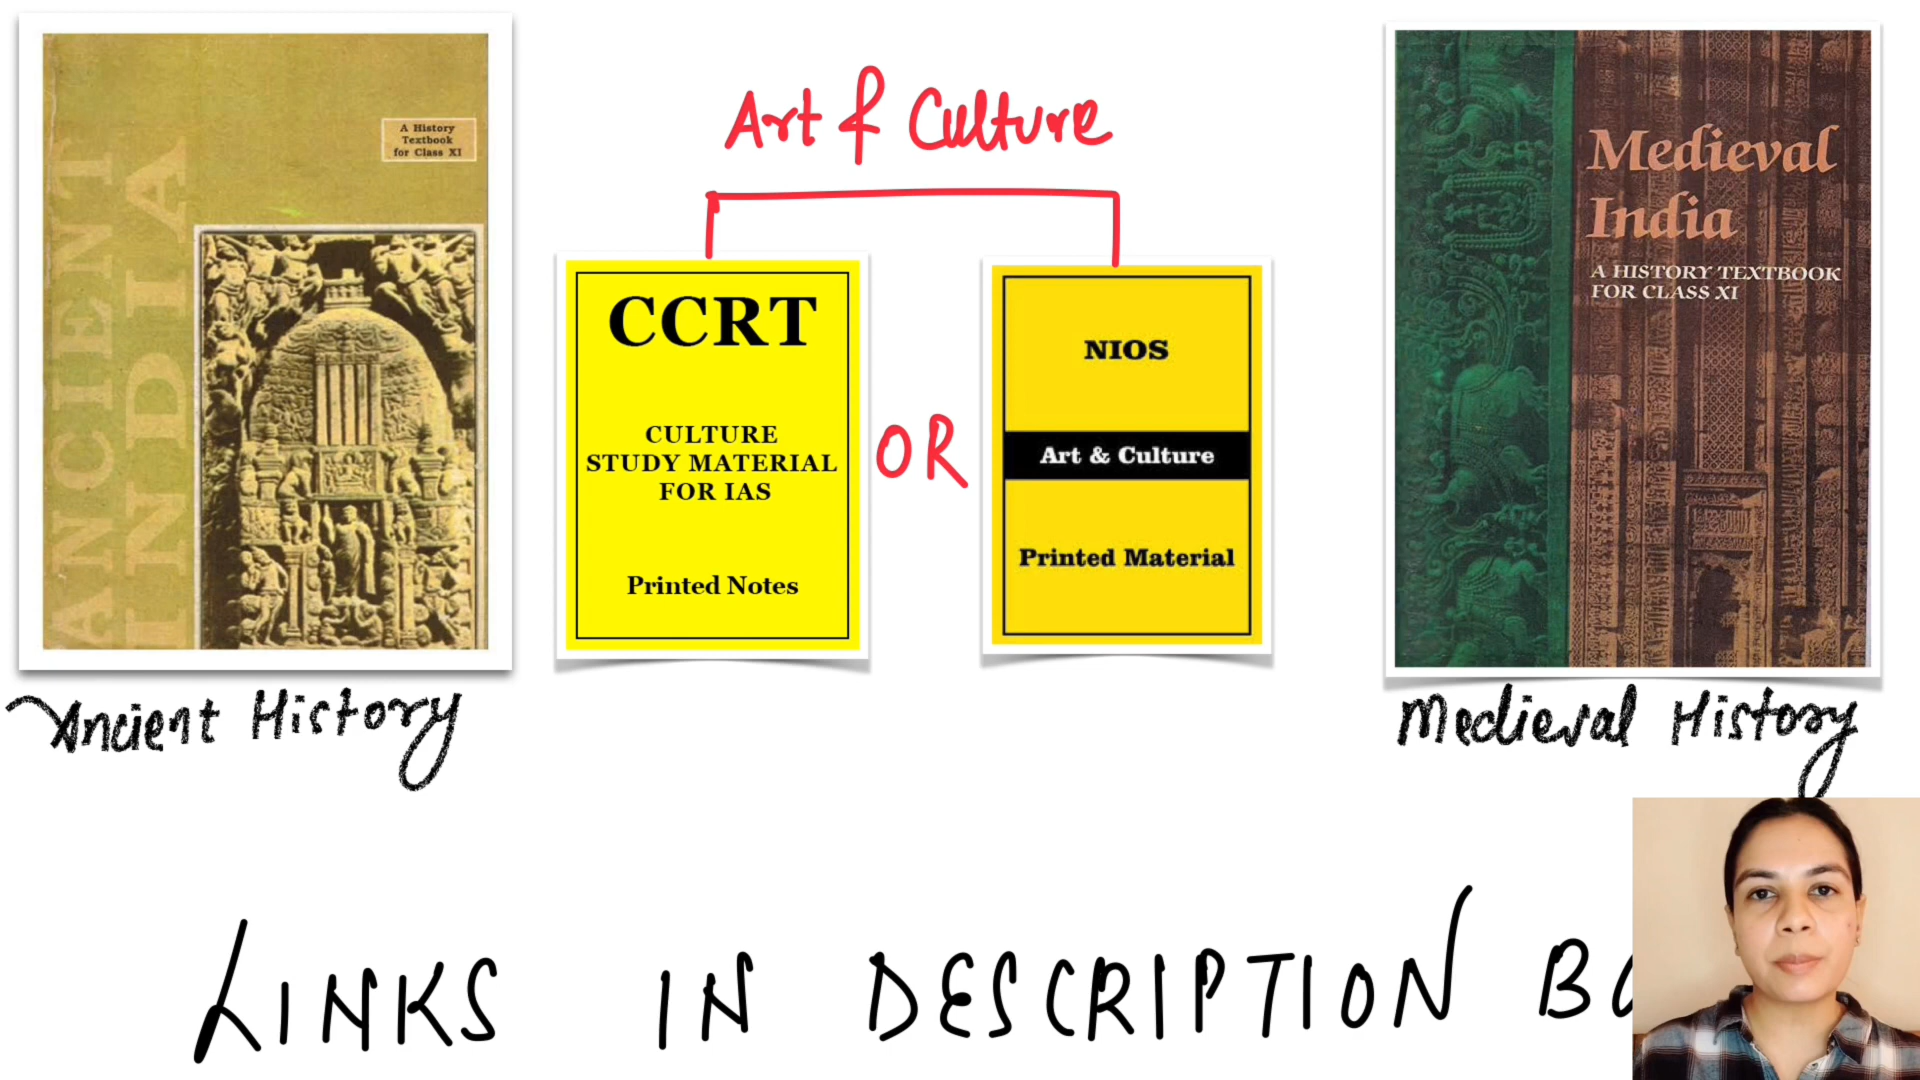 ANCIENT
INDIA
A History
Textbook
for Class XI
Ancient History
Art & Culture
CCRT
CULTURE
STUDY MATERIAL
FOR IAS
Printed Notes
OR
NIOS
Art & Culture
Printed Material
Medieval
India
A HISTORY TEXTBOOK
FOR CLASS XI
Medieval History
LINKS IN DESCRIPTION